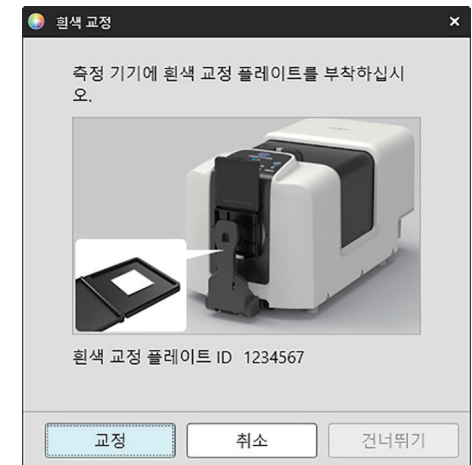 흰색 교정
측정 기기에 흰색 교정 플레이트를 부착하십시
오.
흰색 교정 플레이트 ID 1234567
교정
취소
건너뛰기